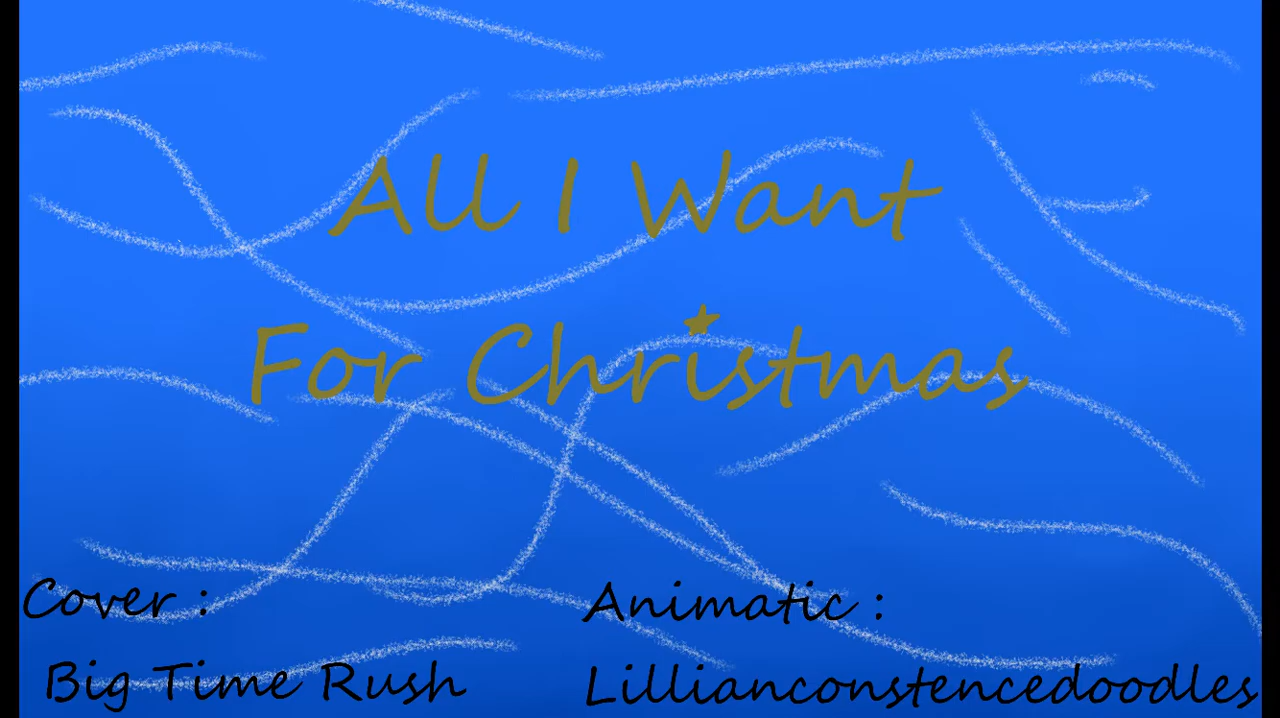 All I Want
For Christmas
Cover :
Big Time Rush
Animatic :
Lillianconstencedoodles